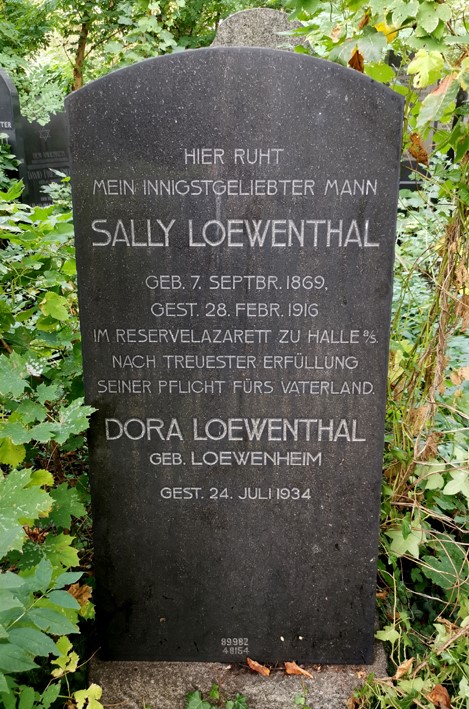 HIER RUHT
MEIN INNIGSTGELIEBTER MANN
SALLY LOEWENTHAL
GEB. 7. SEPTBR. 1869,
GEST. 28. FEBR. 1916
IM RESERVELAZARETT ZU HALLE A/S.
NACH TREUESTER ERFÜLLUNG
SEINER PFLICHT FÜRS VATERLAND.
DORA LOEWENTHAL
GEB. LOEWENHEIM
GEST. 24. JULI 1934
89982
48154